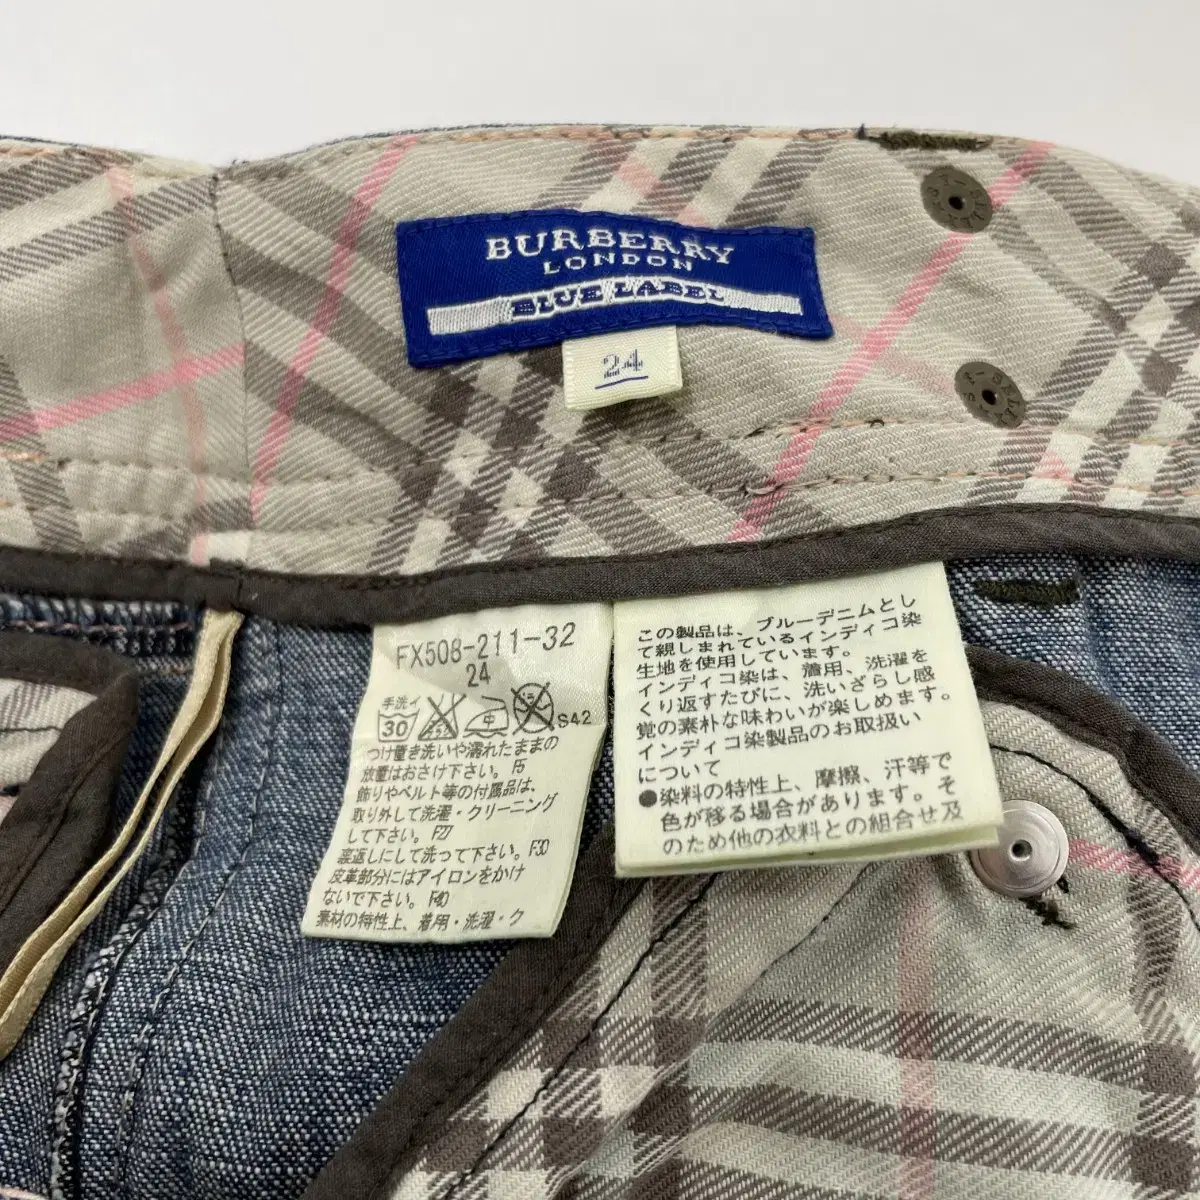 BURBERRY
LONDON
BLUE LABEL
24
FX508-211-32
24
手洗イ
30
中
S42
つけ置き洗いや濡れたままの
放置はおさけ下さい。F5
飾りやベルト等の付属品は、
取り外して洗濯・クリーニング
して下さい。F27
裏返しにして洗って下さい。F30
皮革部分にはアイロンをかけ
ないで下さい。F40
素材の特性上、着用・洗濯・ク
この製品は、ブルーデニムとし
て親しまれているインディゴ染
生地を使用しています。
インディゴ染は、着用、洗濯を
くり返すたびに、洗いざらし感
覚の素朴な味わいが楽しめます。
インディゴ染製品のお取扱い
について
●染料の特性上、摩擦、汗等で
色が移る場合があります。そ
のため他の衣料との組合せ及